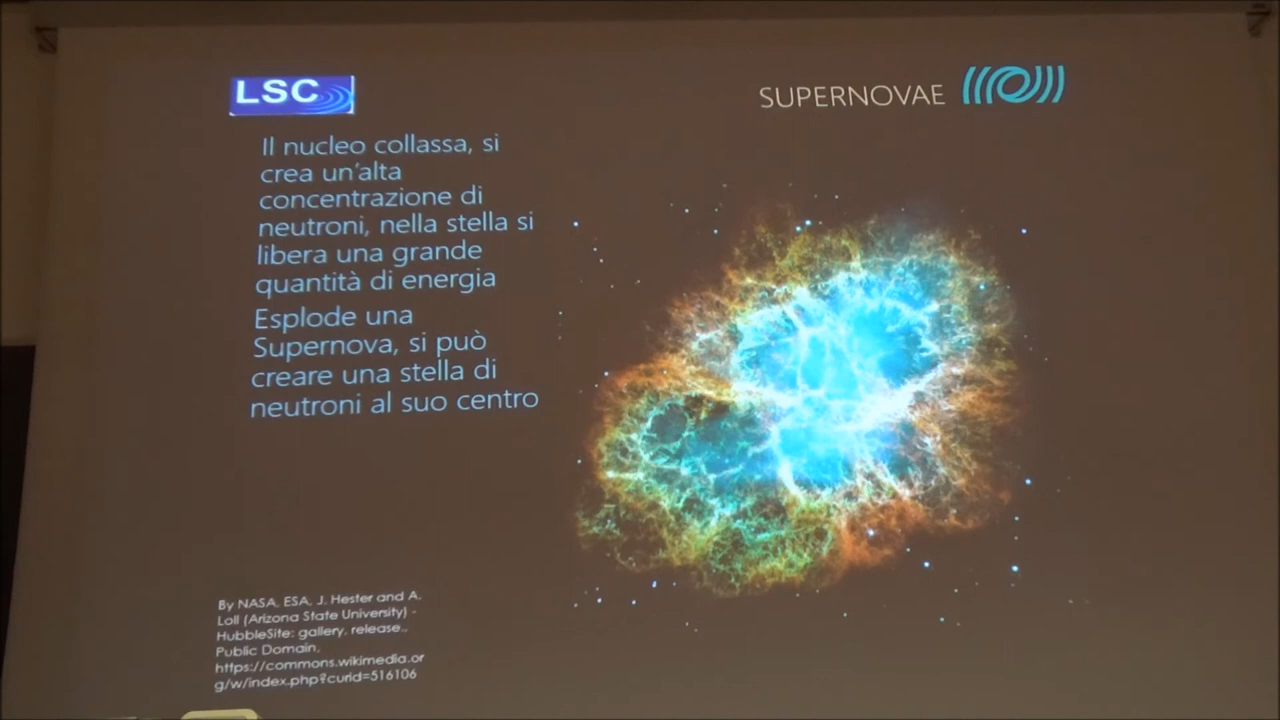 LSC
SUPERNOVAE
Il nucleo collassa, si
crea un'alta
concentrazione di
neutroni, nella stella si
libera una grande
quantità di energia
Esplode una
Supernova, si può
creare una stella di
neutroni al suo centro
By NASA, ESA, J. Hester and A.
Loll (Arizona State University) -
HubbleSite: gallery, release.,
Public Domain,
https://commons.wikimedia.or
g/w/index.php?curid=516106